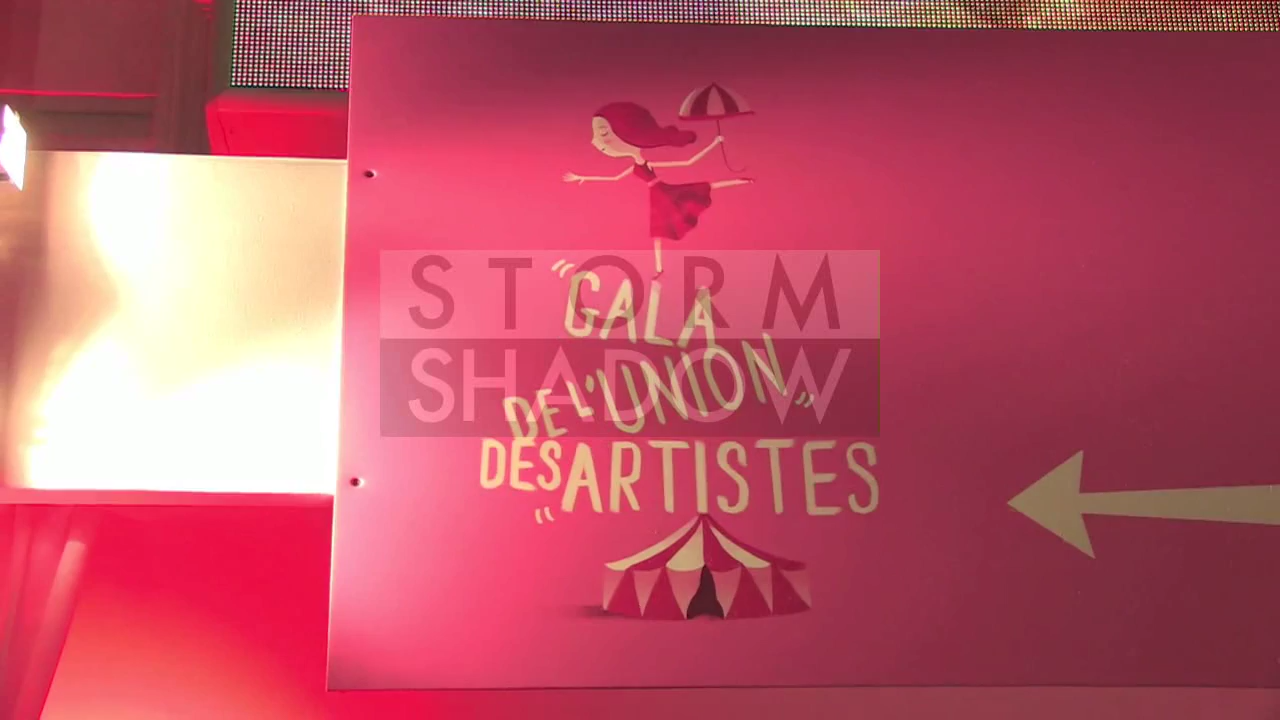 GALA
DE L'UNION
DES ARTISTES
STORM
SHADOW